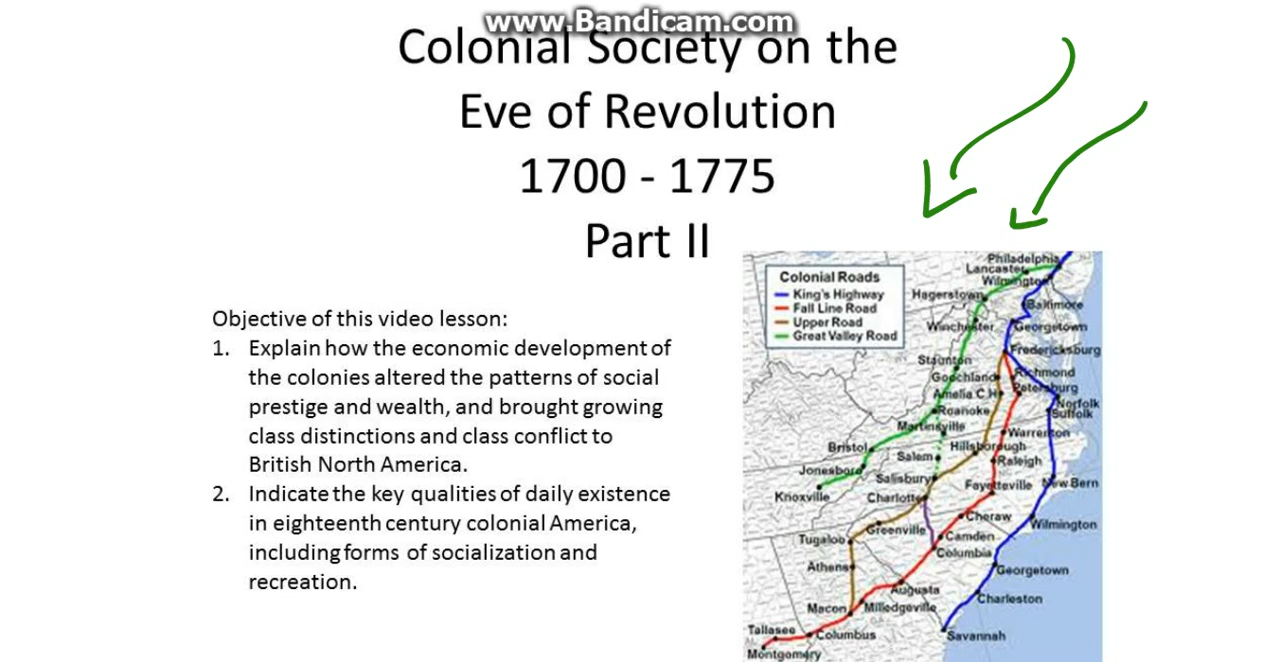 www.Bandicam.com
Colonial Society on the
Eve of Revolution
1700 - 1775
Part II
Objective of this video lesson:
1. Explain how the economic development of
the colonies altered the patterns of social
prestige and wealth, and brought growing
class distinctions and class conflict to
British North America.
2. Indicate the key qualities of daily existence
in eighteenth century colonial America,
including forms of socialization and
recreation.
Colonial Roads
King's Highway
Fall Line Road
Upper Road
Great Valley Road
Philadelphia
Lancaster
Wilmington
Hagerstown
Baltimore
Winchester
Georgetown
Fredericksburg
Staunton
Richmond
Goochland
Petersburg
Amelia C.H.
Norfolk
Roanoke
Suffolk
Martinsville
Warrenton
Bristol
Hillsborough
Salem
Raleigh
Jonesboro
Salisbury
Fayetteville
New Bern
Knoxville
Charlotte
Cheraw
Wilmington
Greenville
Tugaloo
Camden
Columbia
Athens
Georgetown
Augusta
Charleston
Macon
Milledgeville
Tallasee
Columbus
Savannah
Montgomery